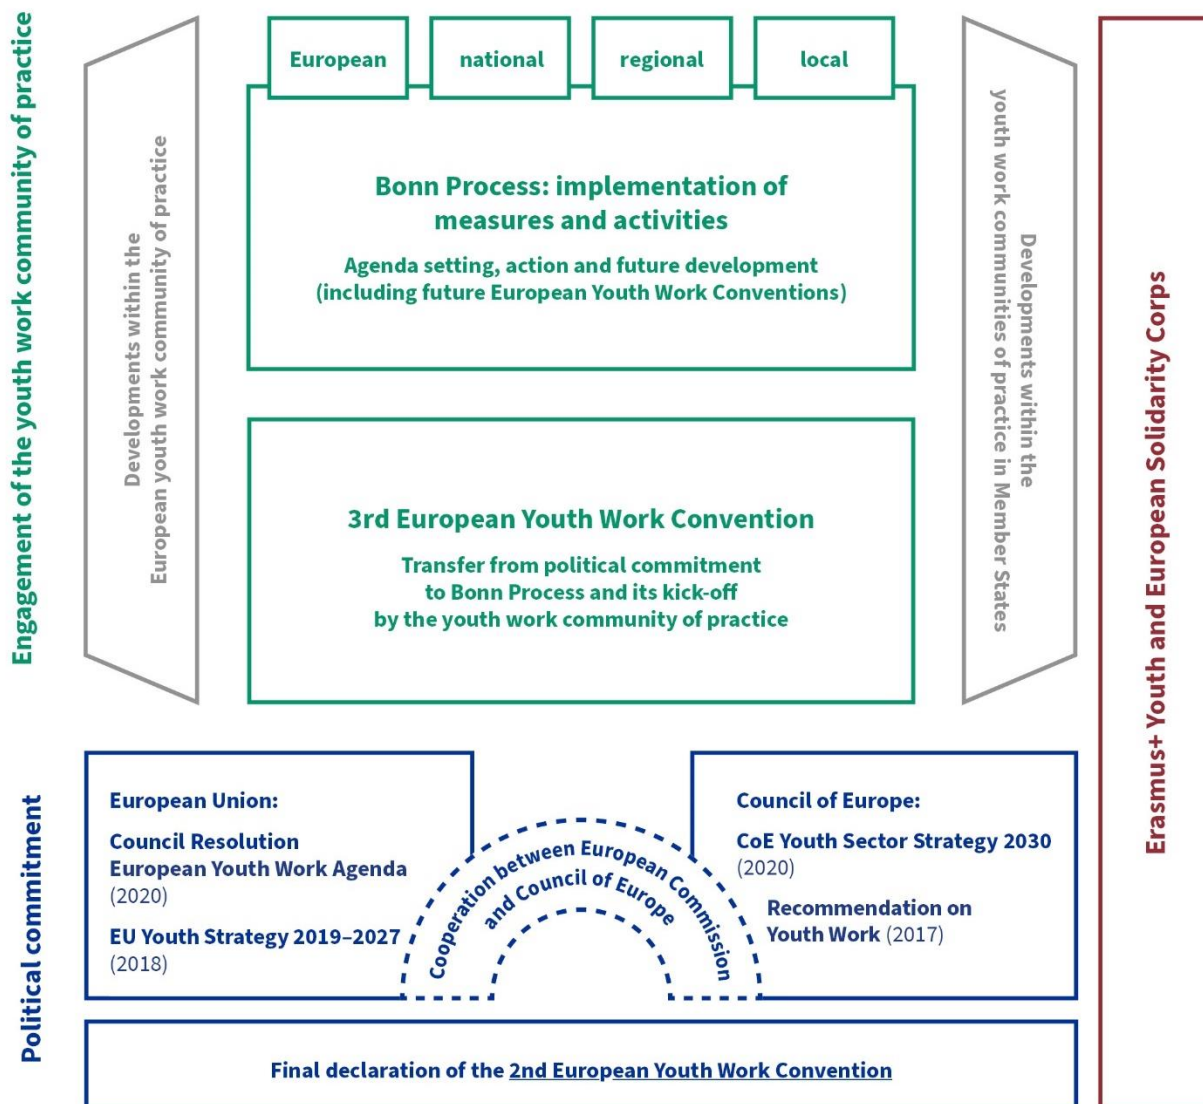 Engagement of the youth work community of practice
European
national
regional
local
Developments within the
European youth work community of practice
Bonn Process: implementation of
measures and activities
Agenda setting, action and future development
(including future European Youth Work Conventions)
3rd European Youth Work Convention
Transfer from political commitment
to Bonn Process and its kick-off
by the youth work community of practice
Developments within the
youth work communities of practice in Member States
Erasmus+ Youth and European Solidarity Corps
Political commitment
European Union:
Council Resolution
European Youth Work Agenda
(2020)
EU Youth Strategy 2019–2027
(2018)
Cooperation between European Commission
and Council of Europe
Council of Europe:
CoE Youth Sector Strategy 2030
(2020)
Recommendation on
Youth Work (2017)
Final declaration of the 2nd European Youth Work Convention